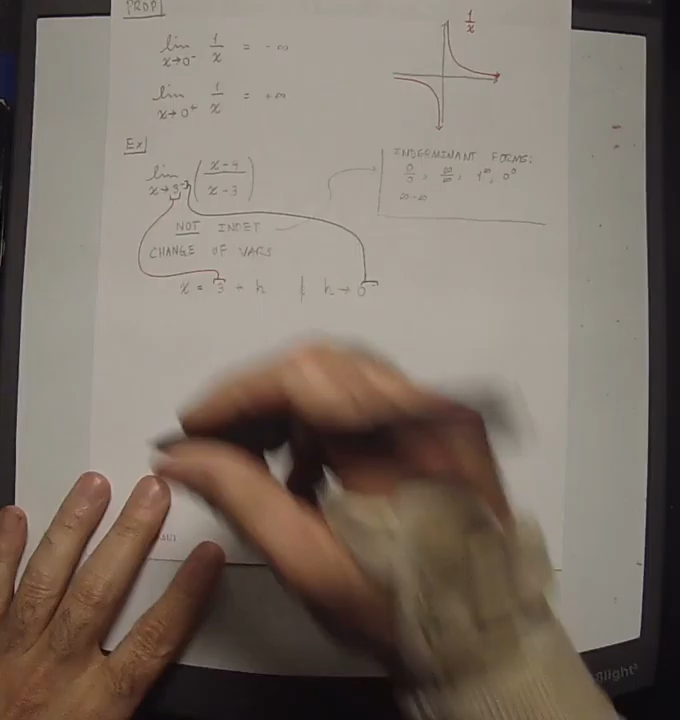 PROP
1/x
lim x→0⁻ 1/x = -∞
lim x→0⁺ 1/x = +∞
Ex
INDERMINANT FORMS:
0/0, ∞/∞, 1^∞, 0⁰
∞-∞
lim x→3⁻ (x-4/x-3)
NOT INDET
CHANGE OF VARS
x = 3 + h h → 0⁻